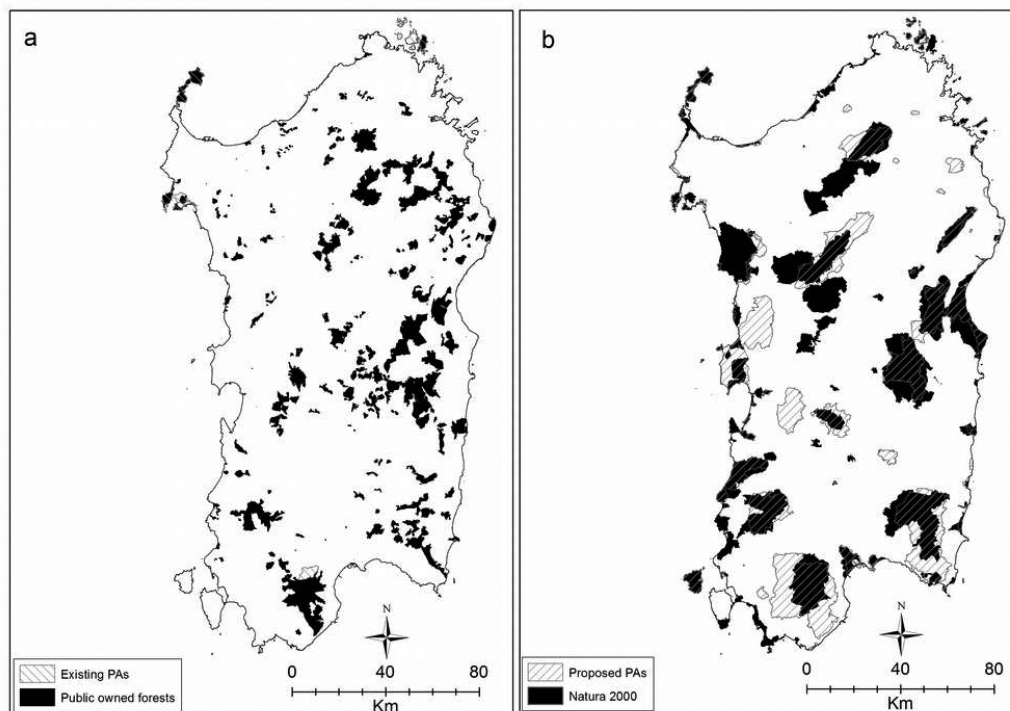 a
N
Existing PAs
Public owned forests
0 40 80
Km
b
N
Proposed PAs
Natura 2000
0 40 80
Km